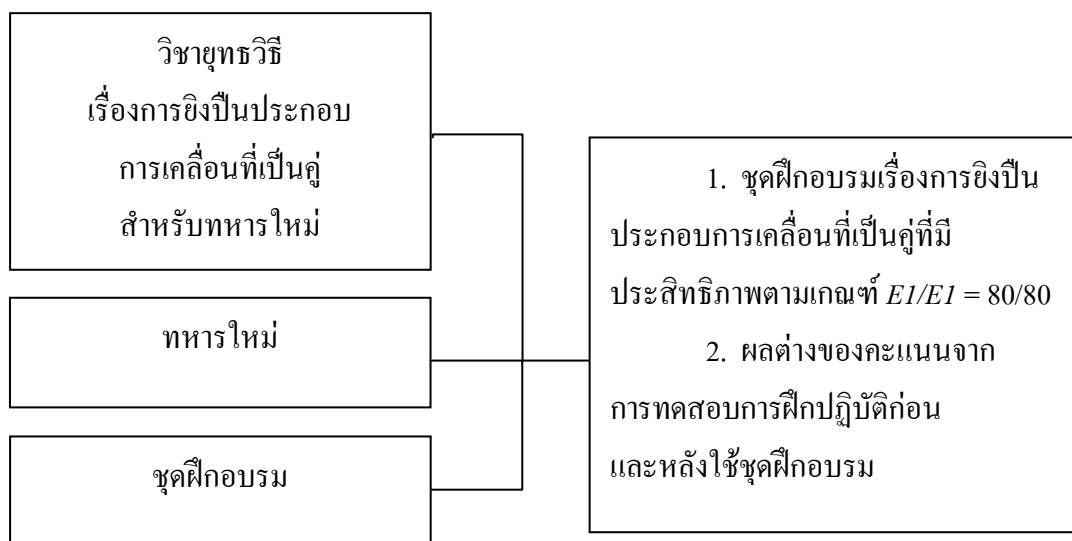 วิชายุทธวิธี
เรื่องการยิงปืนประกอบ
การเคลื่อนที่เป็นคู่
สำหรับทหารใหม่
ทหารใหม่
ชุดฝึกอบรม
1. ชุดฝึกอบรมเรื่องการยิงปืน
ประกอบการเคลื่อนที่เป็นคู่ที่มี
ประสิทธิภาพตามเกณฑ์ E1/E1 = 80/80
2. ผลต่างของคะแนนจาก
การทดสอบการฝึกปฏิบัติก่อน
และหลังใช้ชุดฝึกอบรม